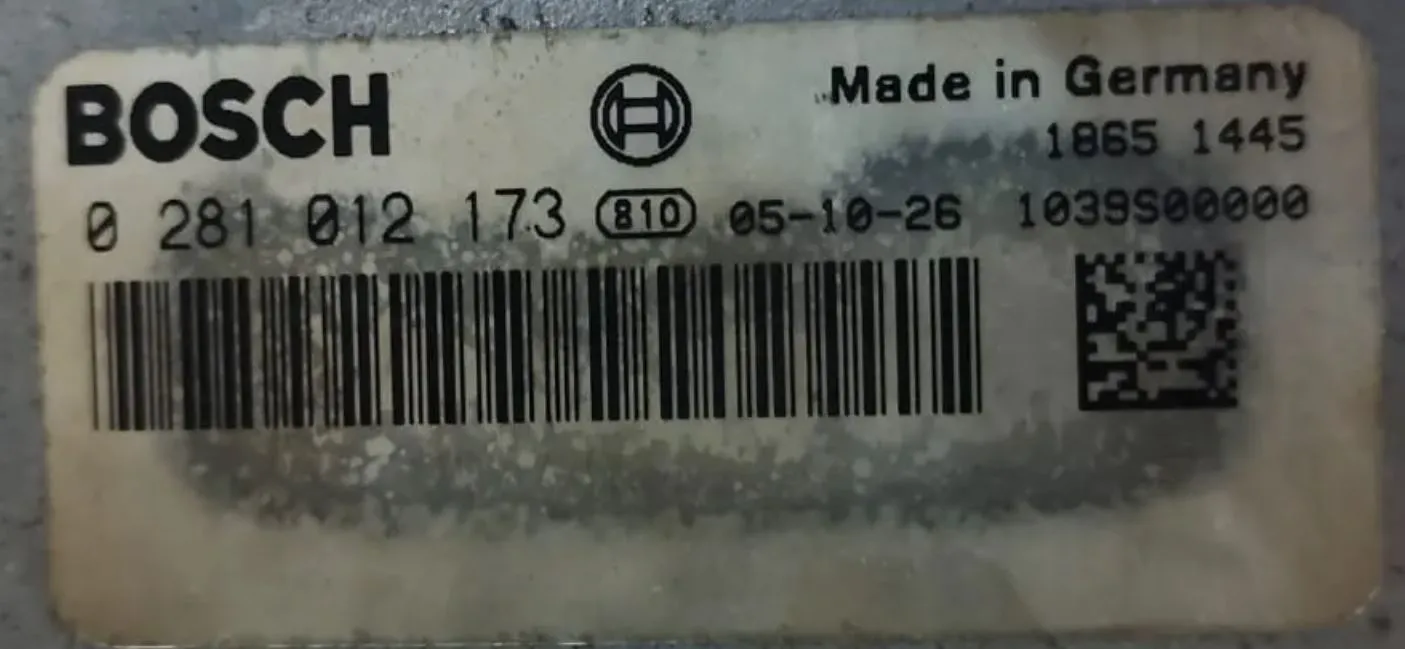 BOSCH
Made in Germany
1865 1445
0 281 012 173 810 05-10-26 1039S00000